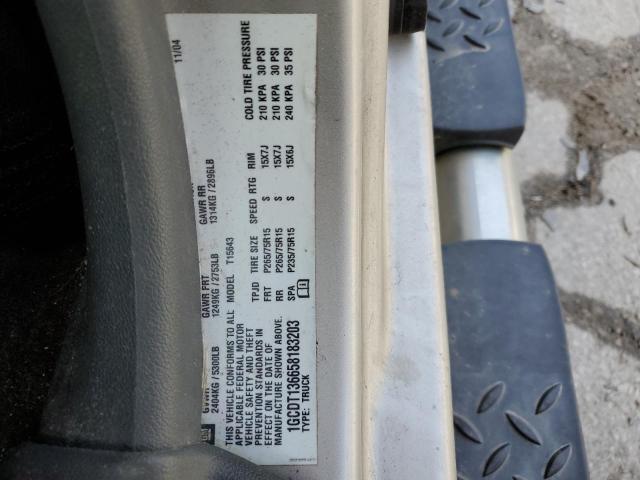 GM
11/04
GVWR GAWR FRT GAWR RR
2404KG / 5300LB 1249KG / 2753LB 1314KG / 2896LB
THIS VEHICLE CONFORMS TO ALL MODEL T15643
APPLICABLE FEDERAL MOTOR
VEHICLE SAFETY AND THEFT
PREVENTION STANDARDS IN
EFFECT ON THE DATE OF
MANUFACTURE SHOWN ABOVE.
1GCDT136658183203
TYPE: TRUCK
TPJD TIRE SIZE SPEED RTG RIM COLD TIRE PRESSURE
FRT P265/75R15 S 15X7J 210 KPA 30 PSI
RR P265/75R15 S 15X7J 210 KPA 30 PSI
SPA P235/75R15 S 15X6J 240 KPA 35 PSI